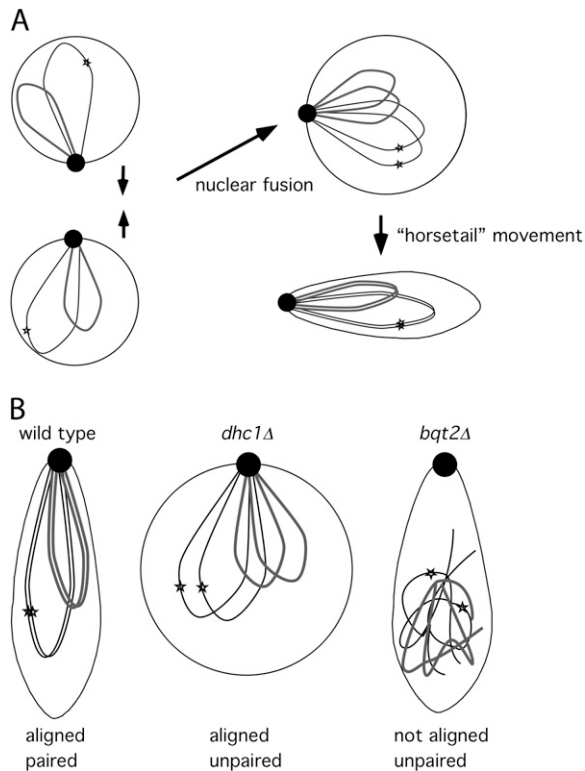 A
nuclear fusion
“horsetail” movement
B
wild type
dhc1Δ
bqt2Δ
aligned
paired
aligned
unpaired
not aligned
unpaired